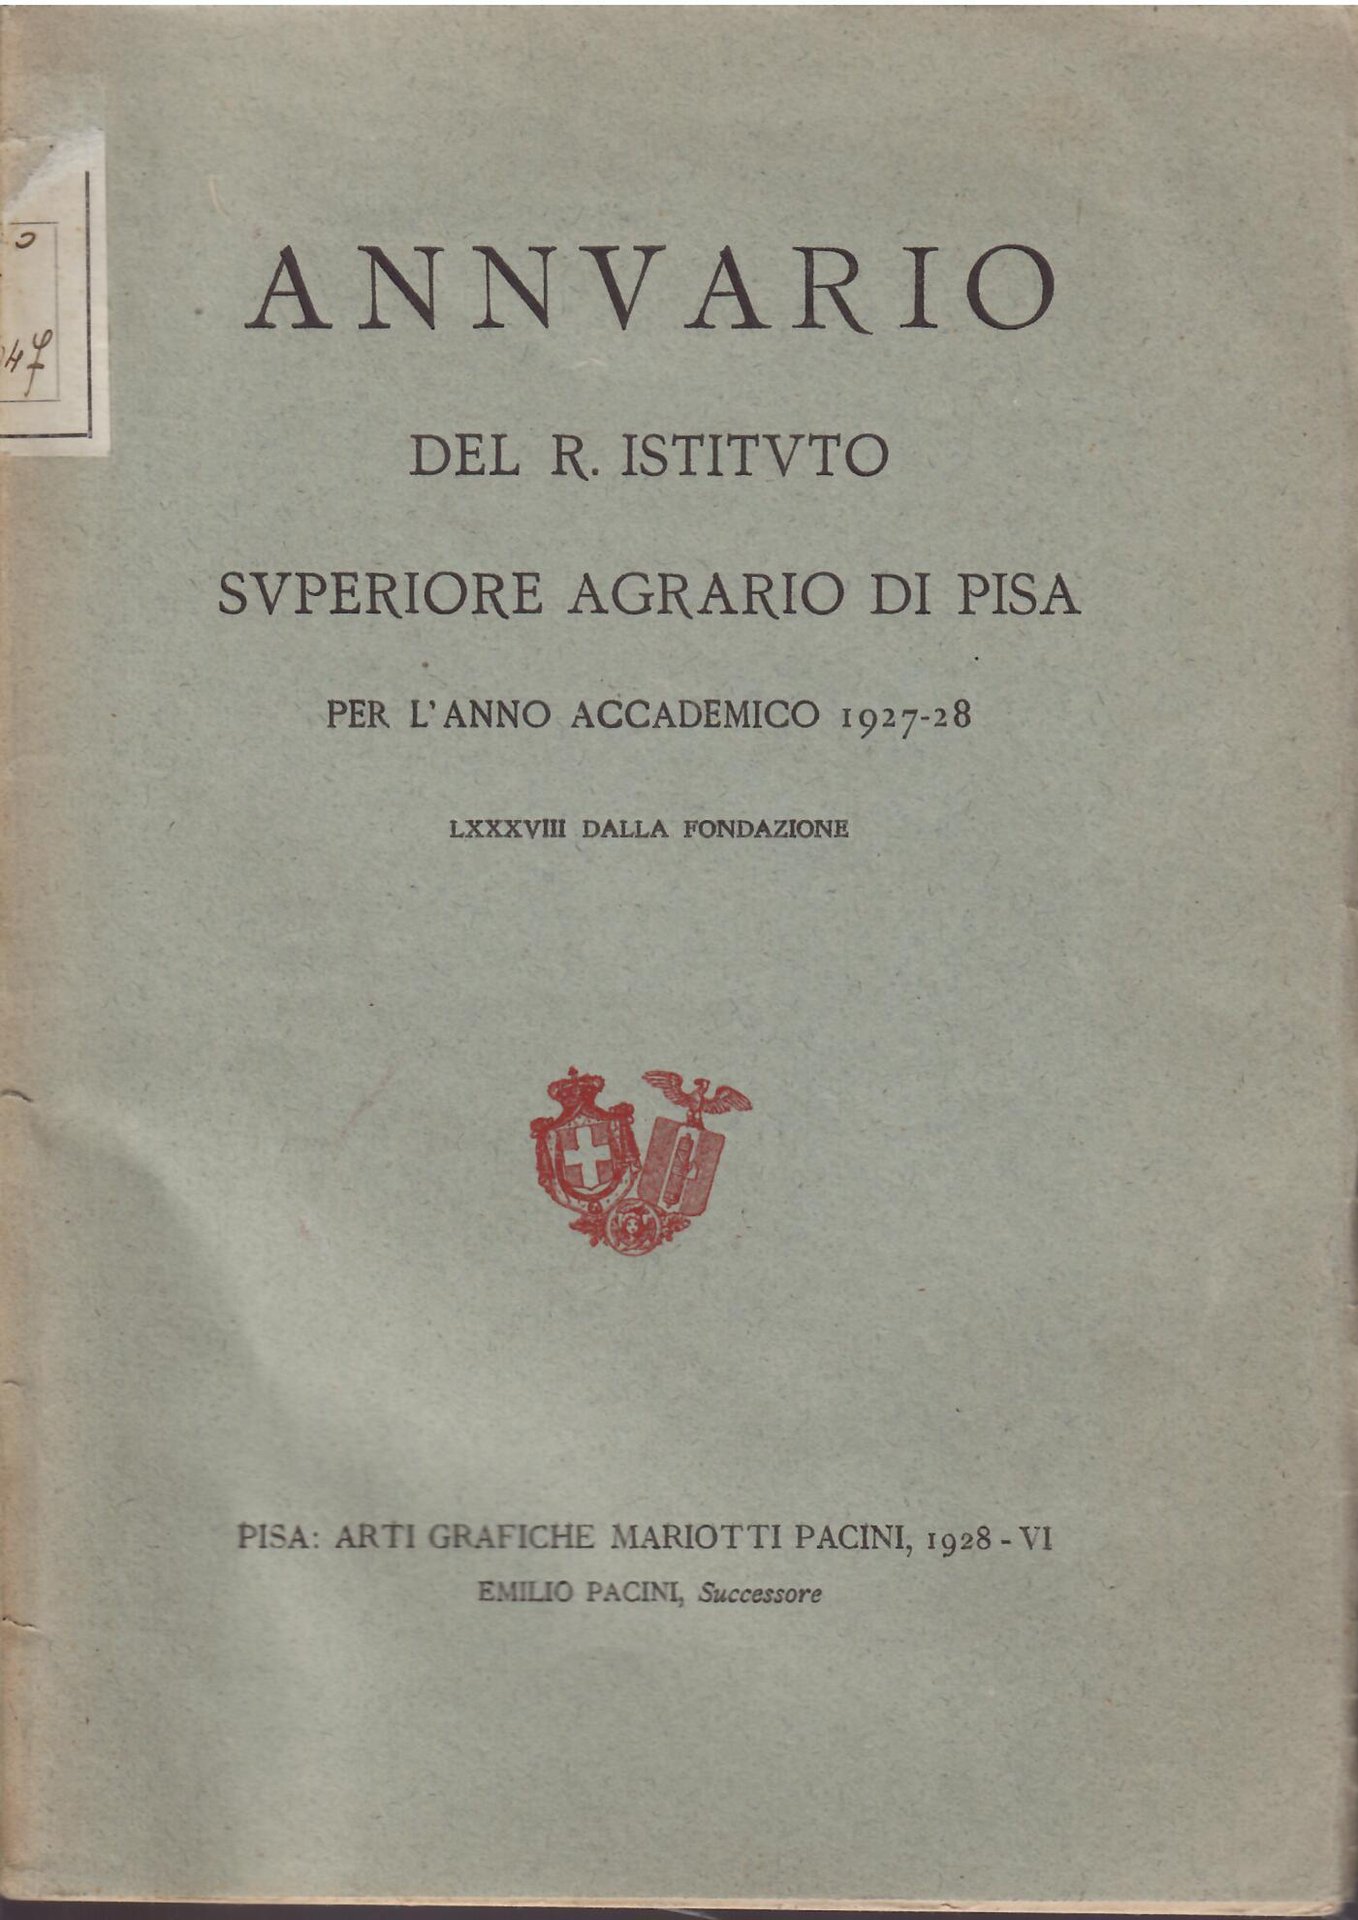 ANNVARIO
DEL R. ISTITVTO
SVPERIORE AGRARIO DI PISA
PER L'ANNO ACCADEMICO 1927-28
LXXXVIII DALLA FONDAZIONE
PISA: ARTI GRAFICHE MARIOTTI PACINI, 1928 - VI
EMILIO PACINI, Successore